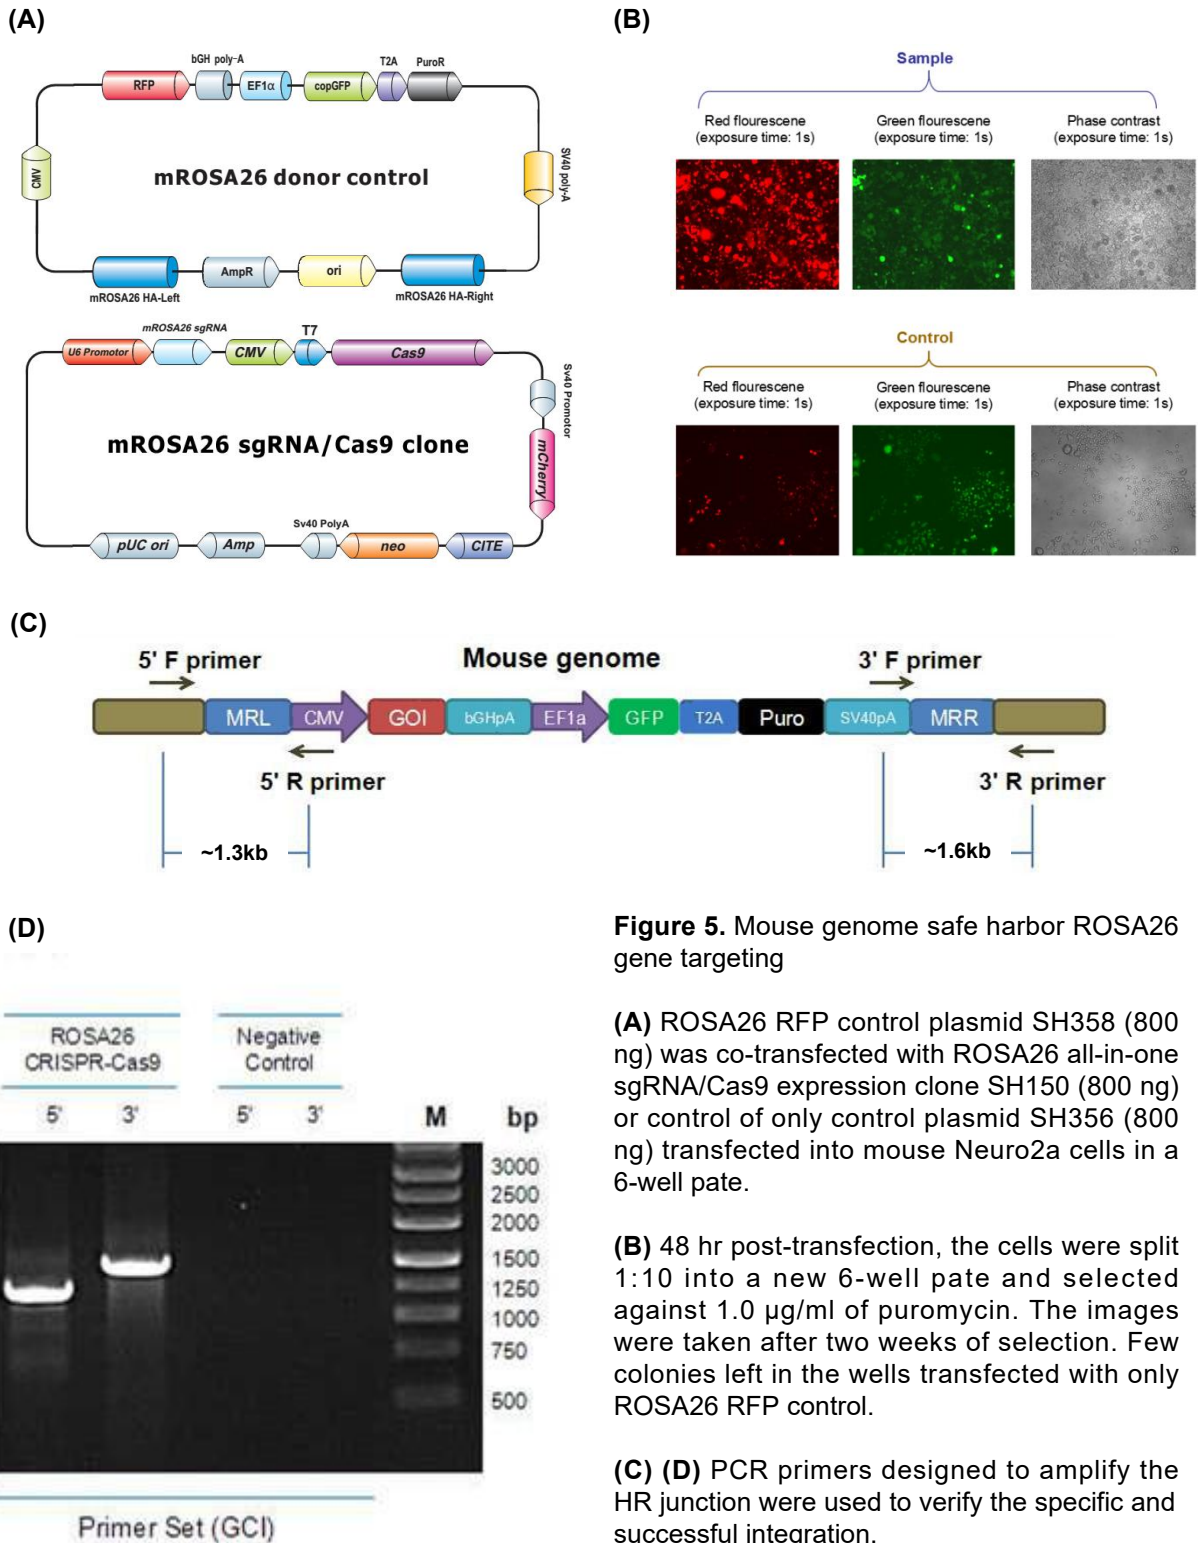 (A)
bGH poly-A
T2A
PuroR
RFP
EF1α
copGFP
CMV
SV40 poly-A
mROSA26 donor control
AmpR
ori
mROSA26 HA-Left
mROSA26 HA-Right
mROSA26 sgRNA
T7
U6 Promotor
CMV
Cas9
Sv40 Promotor
mCherry
mROSA26 sgRNA/Cas9 clone
Sv40 PolyA
pUC ori
Amp
neo
CITE
(B)
Sample
Red flourescene
(exposure time: 1s)
Green flourescene
(exposure time: 1s)
Phase contrast
(exposure time: 1s)
Control
Red flourescene
(exposure time: 1s)
Green flourescene
(exposure time: 1s)
Phase contrast
(exposure time: 1s)
(C)
5' F primer
Mouse genome
3' F primer
MRL
CMV
GOI
bGHpA
EF1a
GFP
T2A
Puro
SV40pA
MRR
5' R primer
3' R primer
~1.3kb
~1.6kb
(D)
ROSA26
CRISPR-Cas9
Negative
Control
5'
3'
5'
3'
M
bp
3000
2500
2000
1500
1250
1000
750
500
Primer Set (GCI)
Figure 5. Mouse genome safe harbor ROSA26
gene targeting
(A) ROSA26 RFP control plasmid SH358 (800
ng) was co-transfected with ROSA26 all-in-one
sgRNA/Cas9 expression clone SH150 (800 ng)
or control of only control plasmid SH356 (800
ng) transfected into mouse Neuro2a cells in a
6-well pate.
(B) 48 hr post-transfection, the cells were split
1:10 into a new 6-well pate and selected
against 1.0 µg/ml of puromycin. The images
were taken after two weeks of selection. Few
colonies left in the wells transfected with only
ROSA26 RFP control.
(C) (D) PCR primers designed to amplify the
HR junction were used to verify the specific and
successful integration.